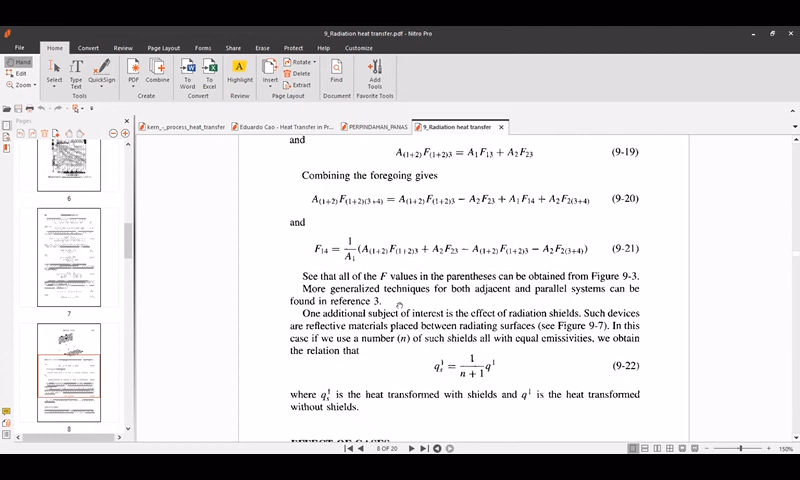 9_Radiation heat transfer.pdf - Nitro Pro
File Home Convert Review Page Layout Forms Share Erase Protect Help Customize
Hand
Edit
Zoom
Select
Type Text
QuickSign
PDF
Combine
To Word
To Excel
Highlight
Insert
Rotate
Delete
Extract
Find
Add Tools
Tools Create Convert Review Page Layout Document Favorite Tools
Pages
kern_-_process_heat_transfer
Eduardo Cao - Heat Transfer in Pr...
PERPINDAHAN_PANAS
9_Radiation heat transfer
6
7
8
and
A(1+2)F(1+2)3 = A1F13 + A2F23 (9-19)
Combining the foregoing gives
A(1+2)F(1+2)(3+4) = A(1+2)F(1+2)3 − A2F23 + A1F14 + A2F2(3+4) (9-20)
and
F14 = 1/A1 (A(1+2)F(1+2)3 + A2F23 − A(1+2)F(1+2)3 − A2F2(3+4)) (9-21)
See that all of the F values in the parentheses can be obtained from Figure 9-3.
More generalized techniques for both adjacent and parallel systems can be
found in reference 3.
One additional subject of interest is the effect of radiation shields. Such devices
are reflective materials placed between radiating surfaces (see Figure 9-7). In this
case if we use a number (n) of such shields all with equal emissivities, we obtain
the relation that
q_s^1 = 1/(n + 1) q^1 (9-22)
where q_s^1 is the heat transformed with shields and q^1 is the heat transformed
without shields.
EFFECT OF GASES
8 OF 20
150%